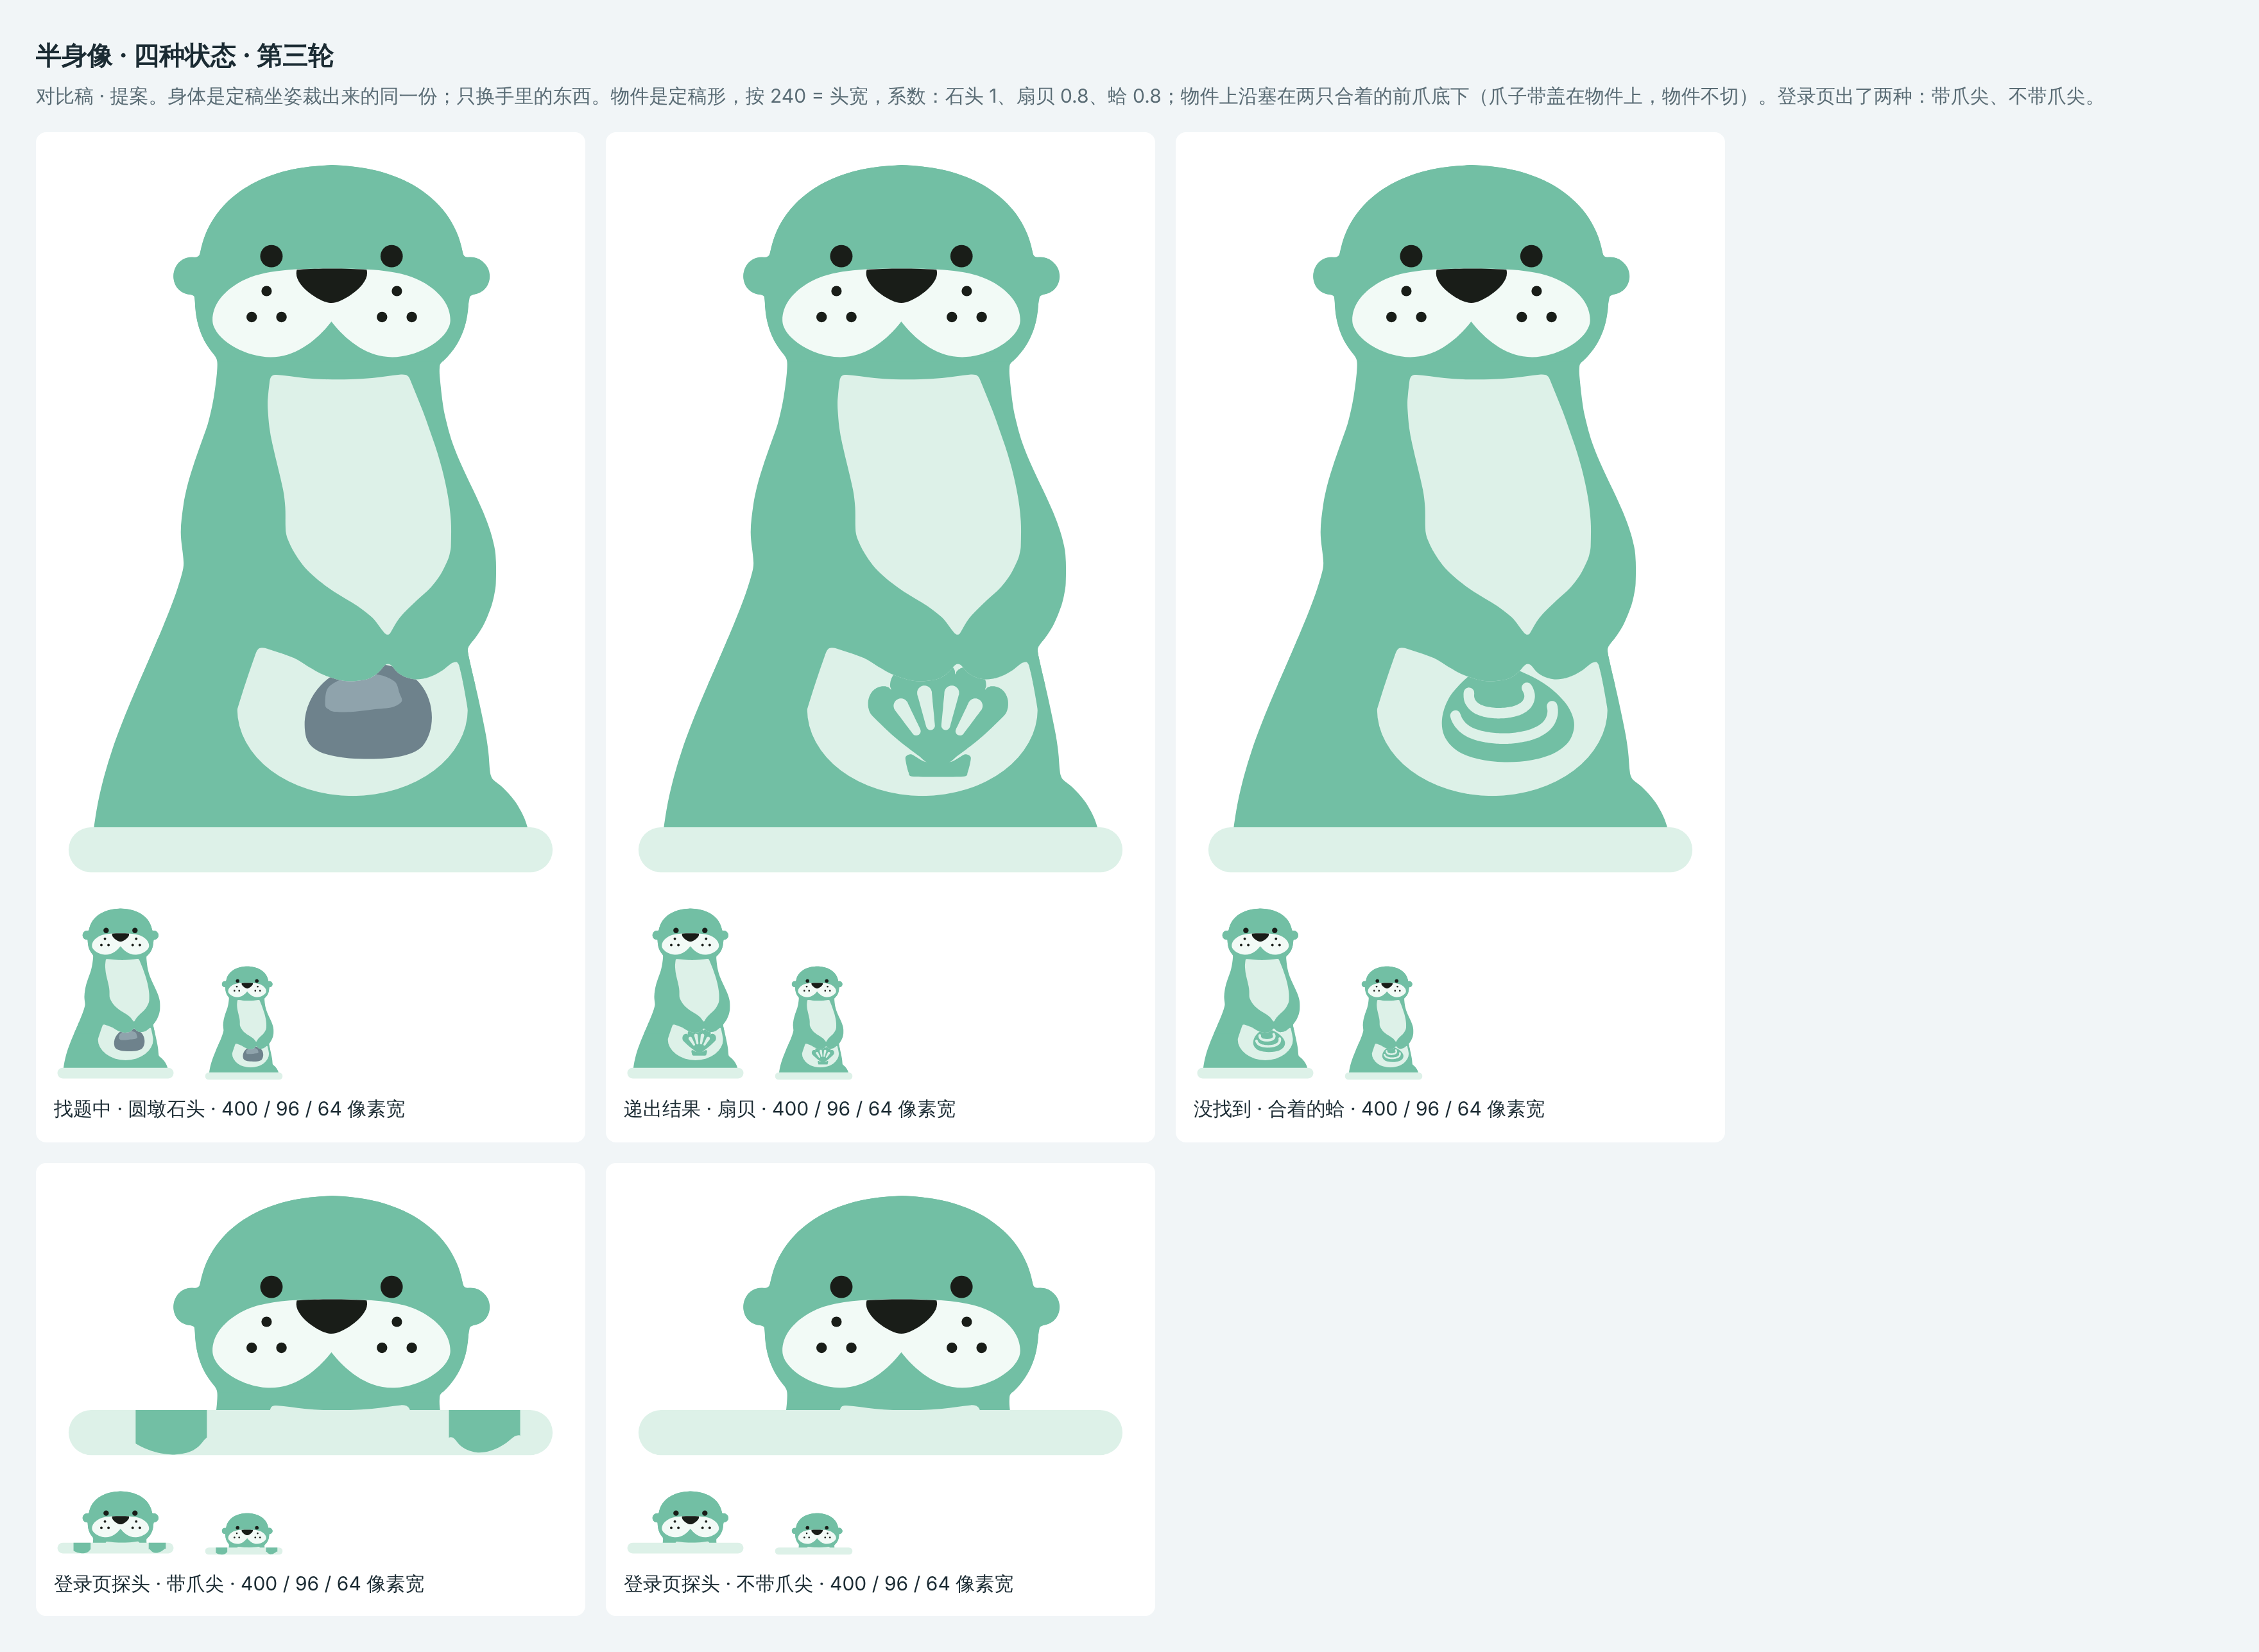 半身像 · 四种状态 · 第三轮
对比稿 · 提案。身体是定稿坐姿裁出来的同一份；只换手里的东西。物件是定稿形，按 240 = 头宽，系数：石头 1、扇贝 0.8、蛤 0.8；物件上沿塞在两只合着的前爪底下（爪子带盖在物件上，物件不切）。登录页出了两种：带爪尖、不带爪尖。
找题中 · 圆墩石头 · 400 / 96 / 64 像素宽
递出结果 · 扇贝 · 400 / 96 / 64 像素宽
没找到 · 合着的蛤 · 400 / 96 / 64 像素宽
登录页探头 · 带爪尖 · 400 / 96 / 64 像素宽
登录页探头 · 不带爪尖 · 400 / 96 / 64 像素宽